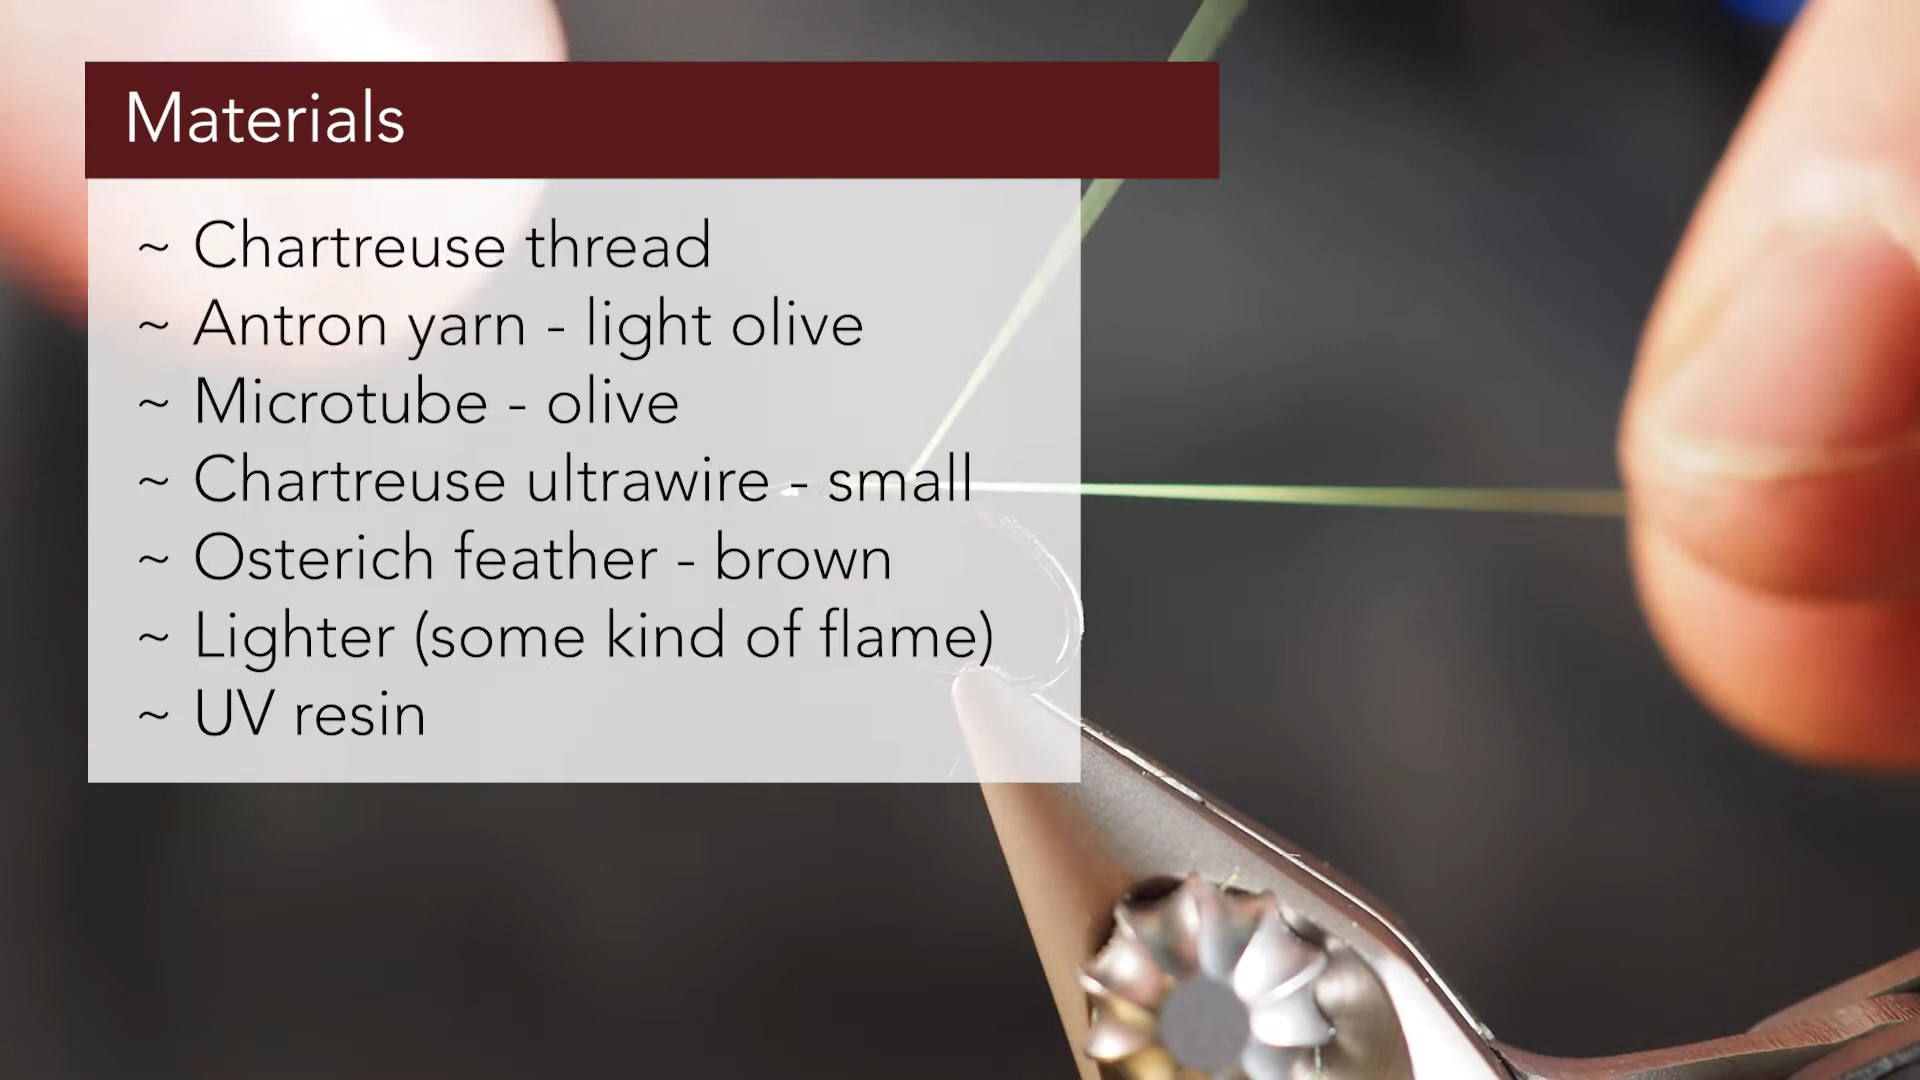 Materials
~ Chartreuse thread
~ Antron yarn - light olive
~ Microtube - olive
~ Chartreuse ultrawire - small
~ Osterich feather - brown
~ Lighter (some kind of flame)
~ UV resin